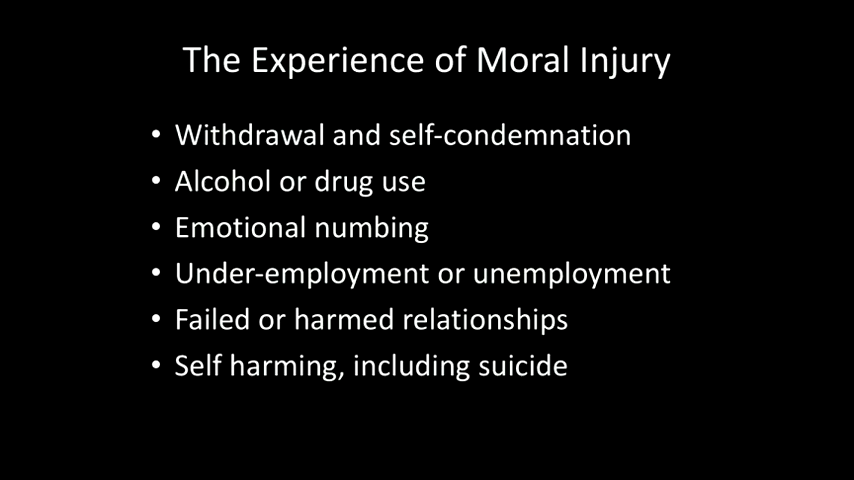 The Experience of Moral Injury
• Withdrawal and self-condemnation
• Alcohol or drug use
• Emotional numbing
• Under-employment or unemployment
• Failed or harmed relationships
• Self harming, including suicide